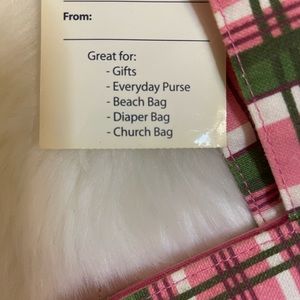 From:
Great for:
- Gifts
- Everyday Purse
- Beach Bag
- Diaper Bag
- Church Bag